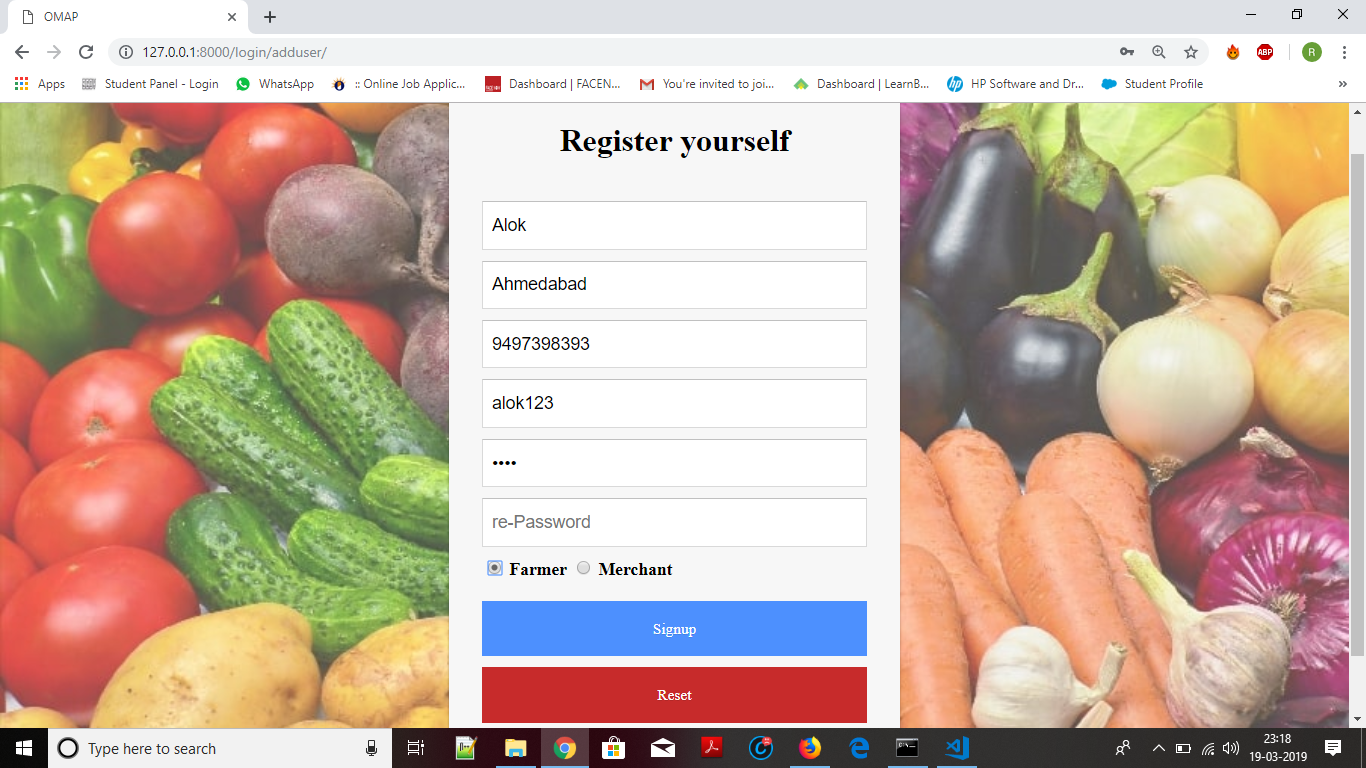 OMAP
127.0.0.1:8000/login/adduser/
ABP
R
Apps Student Panel - Login WhatsApp :: Online Job Applic... Dashboard | FACEN... You're invited to joi... Dashboard | LearnB... HP Software and Dr... Student Profile »
Register yourself
Alok
Ahmedabad
9497398393
alok123
••••
re-Password
Farmer Merchant
Signup
Reset
Type here to search
23:18
19-03-2019